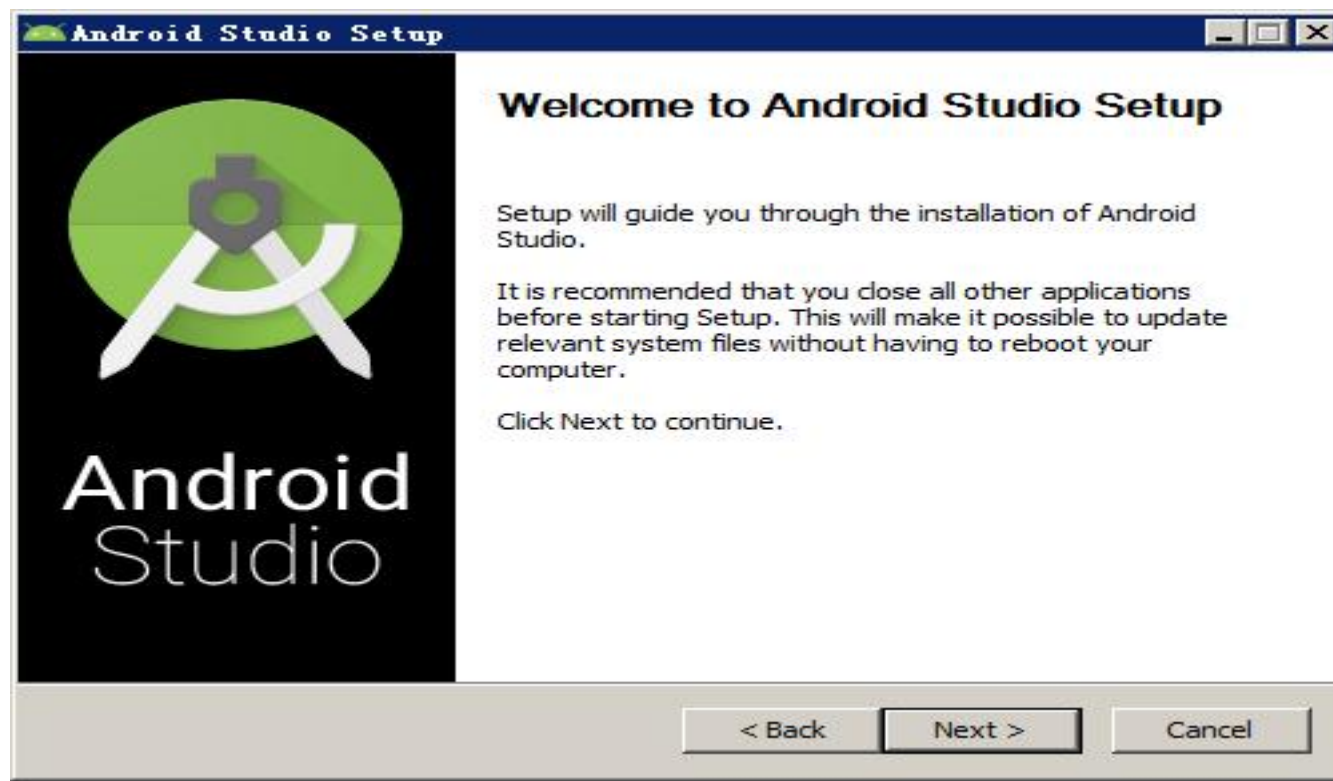 Android Studio Setup
Welcome to Android Studio Setup
Setup will guide you through the installation of Android
Studio.
It is recommended that you close all other applications
before starting Setup. This will make it possible to update
relevant system files without having to reboot your
computer.
Click Next to continue.
Android
Studio
< Back
Next >
Cancel